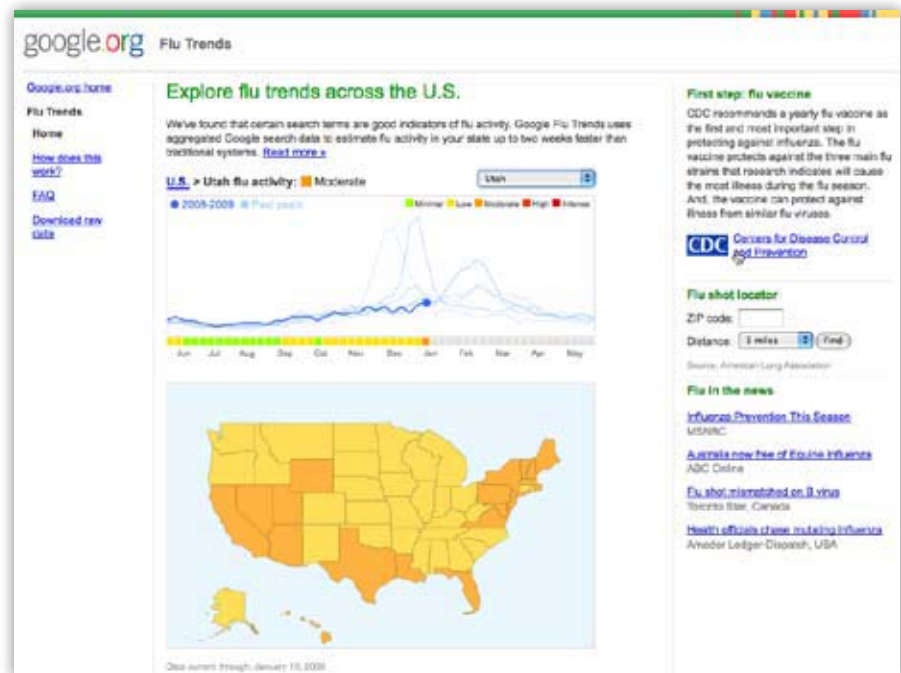 google.org Flu Trends
Google.org home
Flu Trends
Home
How does this
work?
FAQ
Download raw
data
Explore flu trends across the U.S.
We've found that certain search terms are good indicators of flu activity. Google Flu Trends uses
aggregated Google search data to estimate flu activity in your state up to two weeks faster than
traditional systems. Read more »
U.S. > Utah flu activity: Moderate
Utah
2008-2009 Past years
Minimal Low Moderate High Intense
Jun Jul Aug Sep Oct Nov Dec Jan Feb Mar Apr May
Data current through: January 2009
First step: flu vaccine
CDC recommends a yearly flu vaccine as
the first and most important step in
protecting against influenza. The flu
vaccine protects against the three main flu
strains that research indicates will cause
the most illness during the flu season.
And, the vaccine can protect against
illness from similar flu viruses.
CDC Centers for Disease Control
and Prevention
Flu shot locator
ZIP code:
Distance: miles Find
Source: American Lung Association
Flu in the news
Influenza Prevention This Season
MSNBC
Australia now free of Equine Influenza
ABC Online
Flu shot mismatched on B virus
Toronto Star, Canada
Health officials chase mutating influenza
Amador Ledger-Dispatch, USA